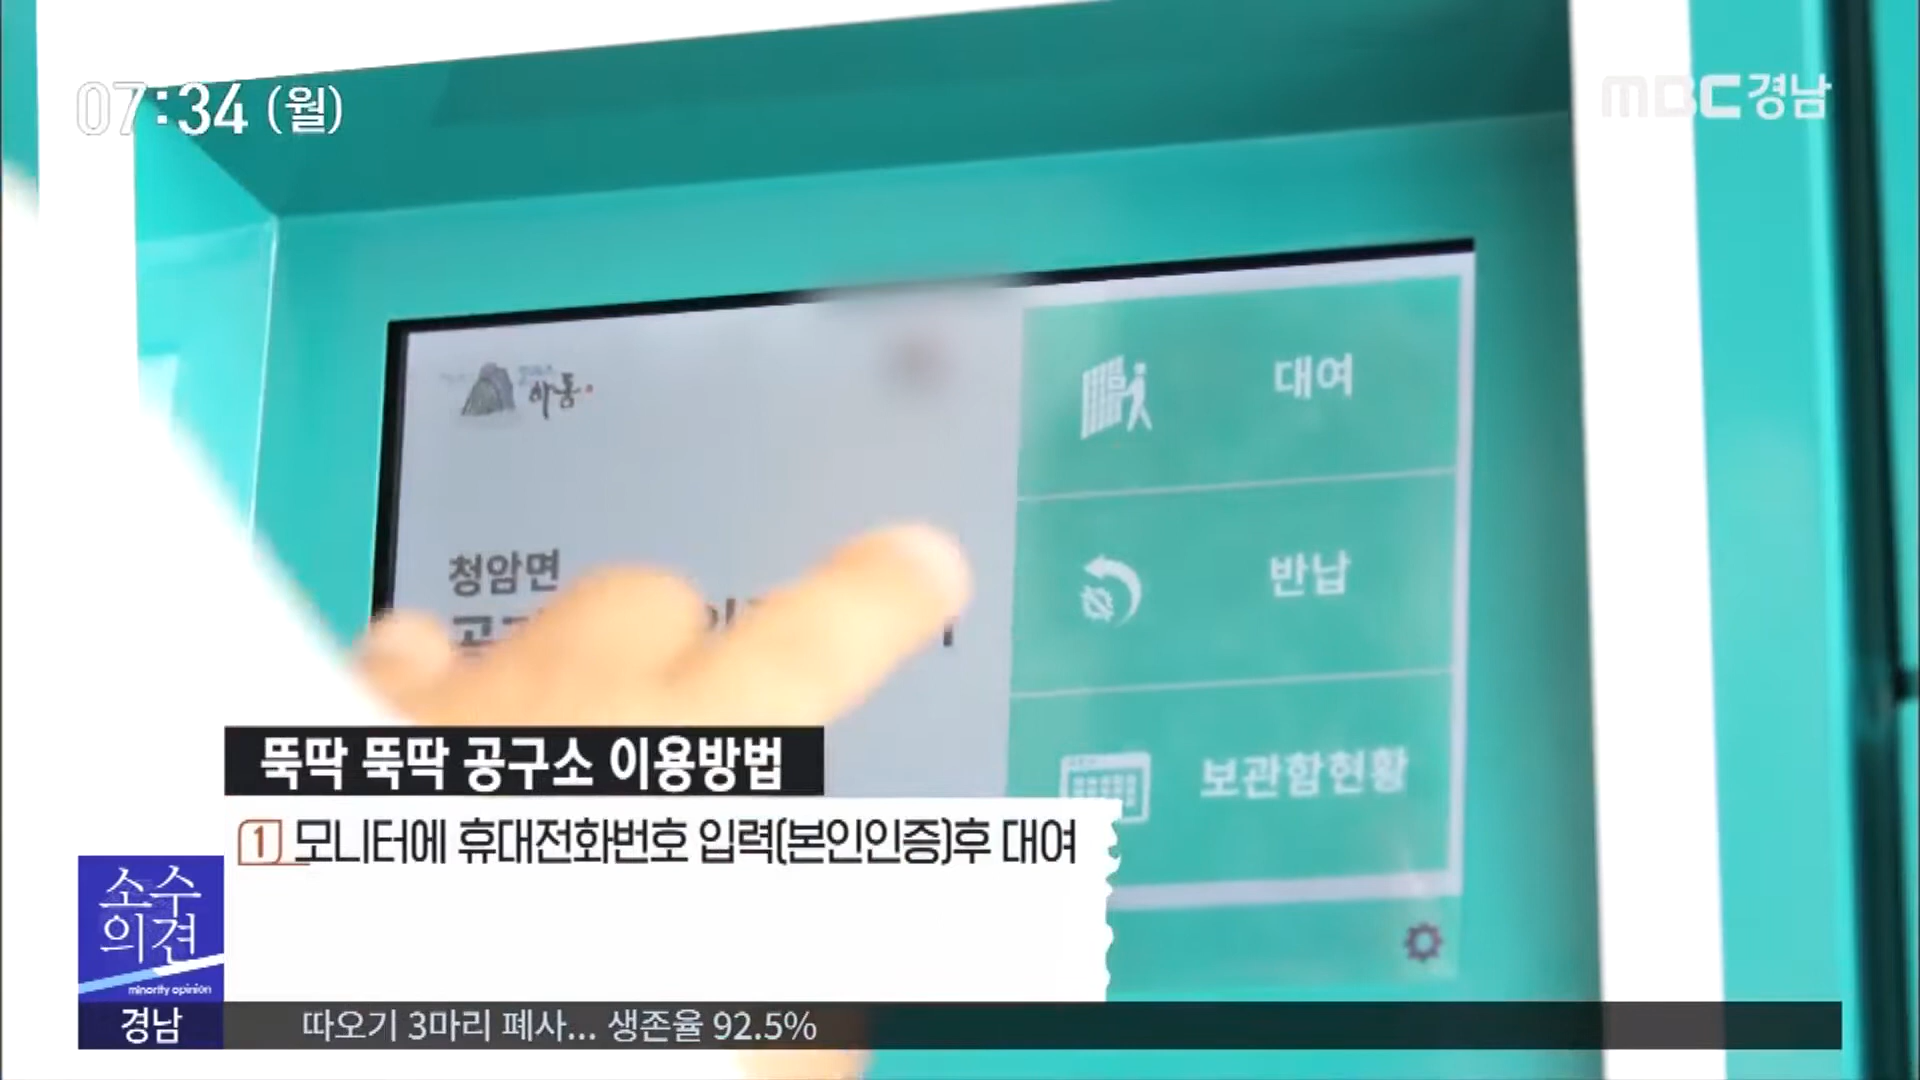 07:34 (월)
MBC경남
하동
대여
청암면
반납
보관함현황
뚝딱 뚝딱 공구소 이용방법
1 모니터에 휴대전화번호 입력(본인인증)후 대여
소수
의견
minority opinion
경남
따오기 3마리 폐사... 생존율 92.5%